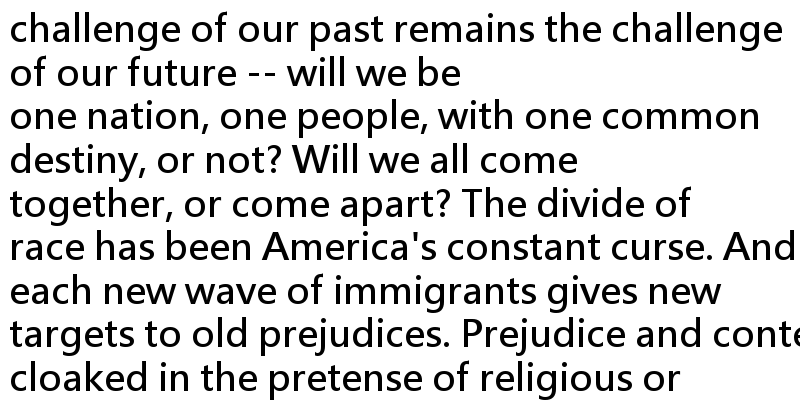 challenge of our past remains the challenge
of our future -- will we be
one nation, one people, with one common
destiny, or not? Will we all come
together, or come apart? The divide of
race has been America's constant curse. And
each new wave of immigrants gives new
targets to old prejudices. Prejudice and
cloaked in the pretense of religious or